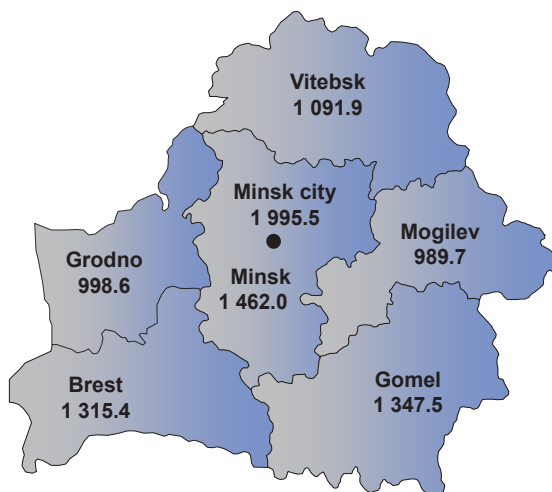 Vitebsk
1 091.9
Minsk city
1 995.5
Mogilev
989.7
Grodno
998.6
Minsk
1 462.0
Brest
1 315.4
Gomel
1 347.5